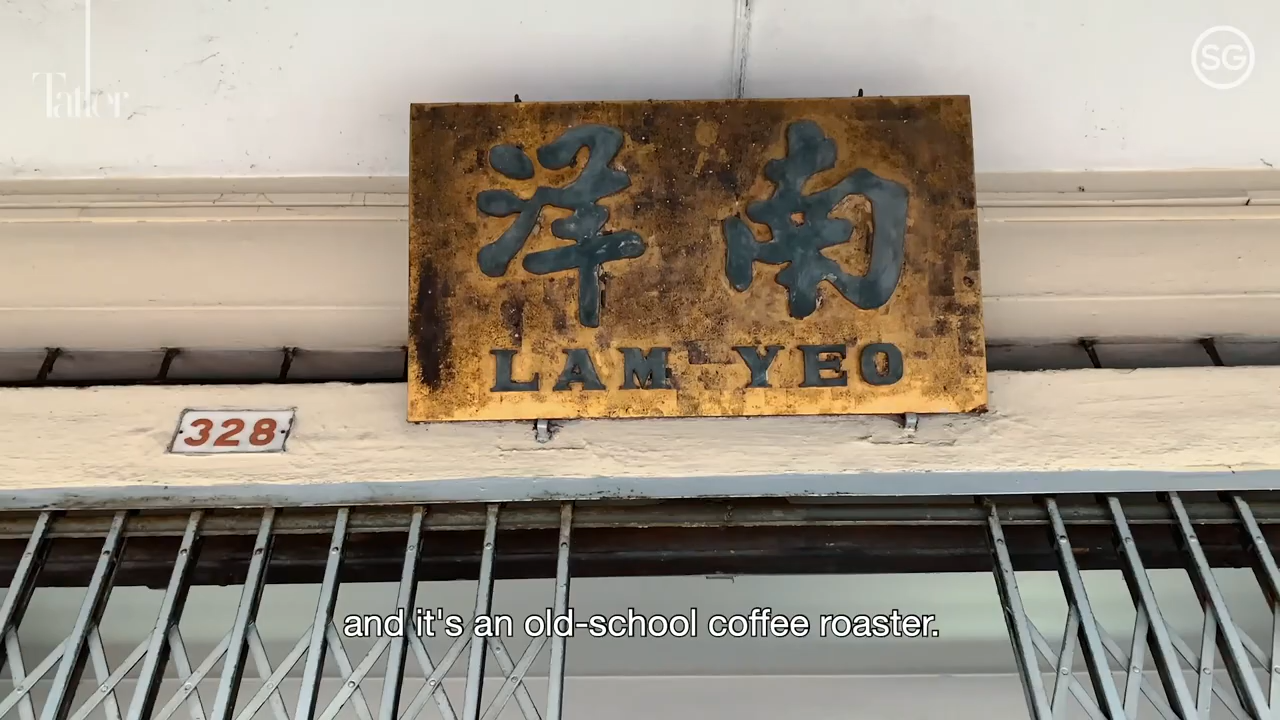 Tatler
SG
洋南
LAM YEO
328
and it's an old-school coffee roaster.